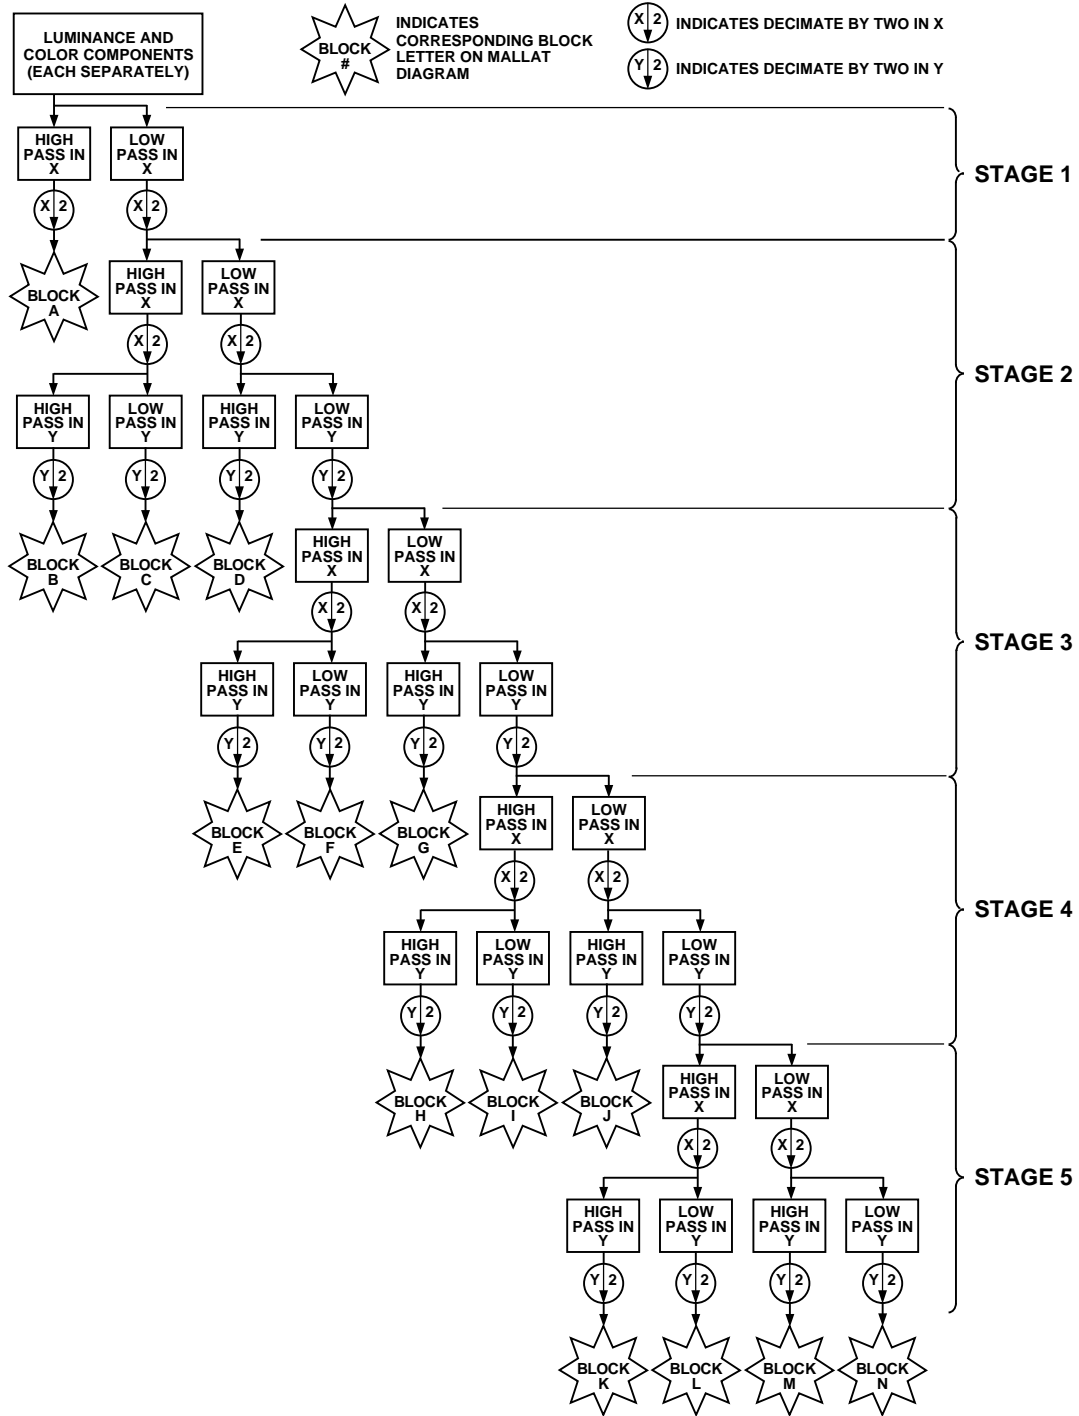 LUMINANCE AND
COLOR COMPONENTS
(EACH SEPARATELY)
BLOCK
#
INDICATES
CORRESPONDING BLOCK
LETTER ON MALLAT
DIAGRAM
X 2 INDICATES DECIMATE BY TWO IN X
Y 2 INDICATES DECIMATE BY TWO IN Y
HIGH
PASS IN
X
LOW
PASS IN
X
STAGE 1
X 2
X 2
BLOCK
A
HIGH
PASS IN
X
LOW
PASS IN
X
X 2
X 2
STAGE 2
HIGH
PASS IN
Y
LOW
PASS IN
Y
HIGH
PASS IN
Y
LOW
PASS IN
Y
Y 2
Y 2
Y 2
Y 2
BLOCK
B
BLOCK
C
BLOCK
D
HIGH
PASS IN
X
LOW
PASS IN
X
X 2
X 2
STAGE 3
HIGH
PASS IN
Y
LOW
PASS IN
Y
HIGH
PASS IN
Y
LOW
PASS IN
Y
Y 2
Y 2
Y 2
Y 2
BLOCK
E
BLOCK
F
BLOCK
G
HIGH
PASS IN
X
LOW
PASS IN
X
X 2
X 2
STAGE 4
HIGH
PASS IN
Y
LOW
PASS IN
Y
HIGH
PASS IN
Y
LOW
PASS IN
Y
Y 2
Y 2
Y 2
Y 2
BLOCK
H
BLOCK
I
BLOCK
J
HIGH
PASS IN
X
LOW
PASS IN
X
X 2
X 2
STAGE 5
HIGH
PASS IN
Y
LOW
PASS IN
Y
HIGH
PASS IN
Y
LOW
PASS IN
Y
Y 2
Y 2
Y 2
Y 2
BLOCK
K
BLOCK
L
BLOCK
M
BLOCK
N